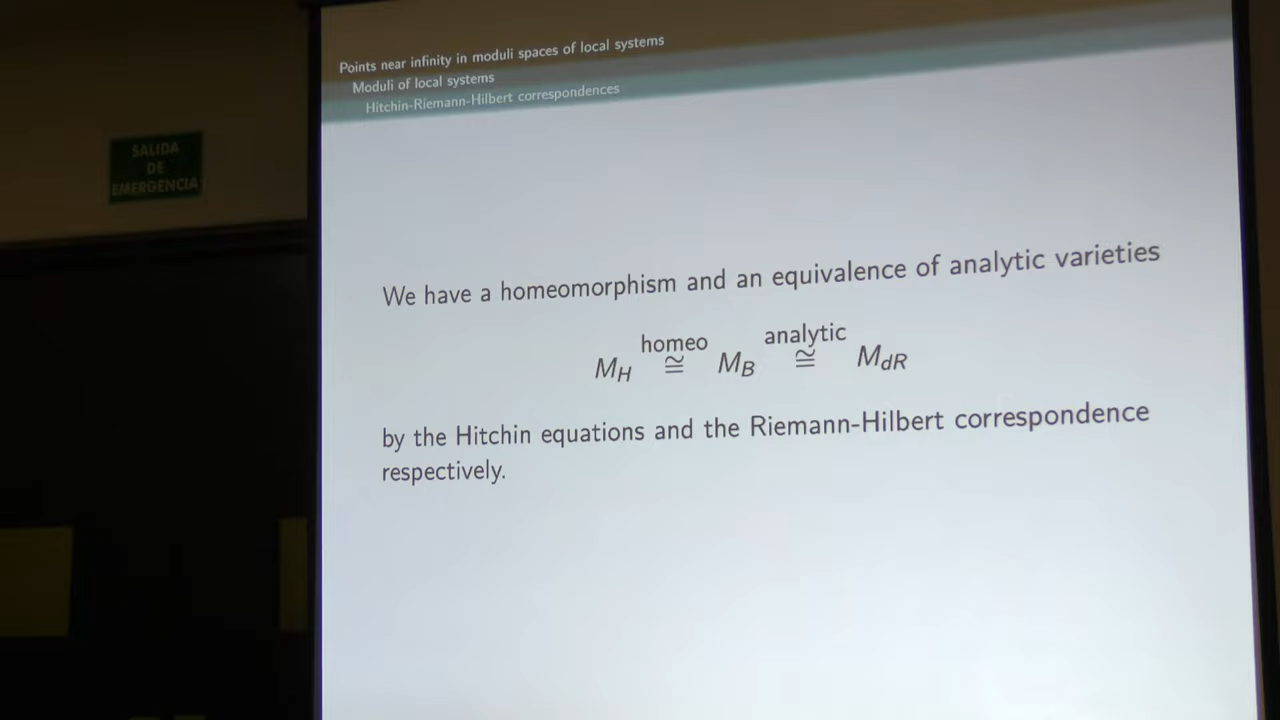 Points near infinity in moduli spaces of local systems
Moduli of local systems
Hitchin-Riemann-Hilbert correspondences
SALIDA
DE
EMERGENCIA
We have a homeomorphism and an equivalence of analytic varieties
M_H ≅^{homeo} M_B ≅^{analytic} M_{dR}
by the Hitchin equations and the Riemann-Hilbert correspondence
respectively.